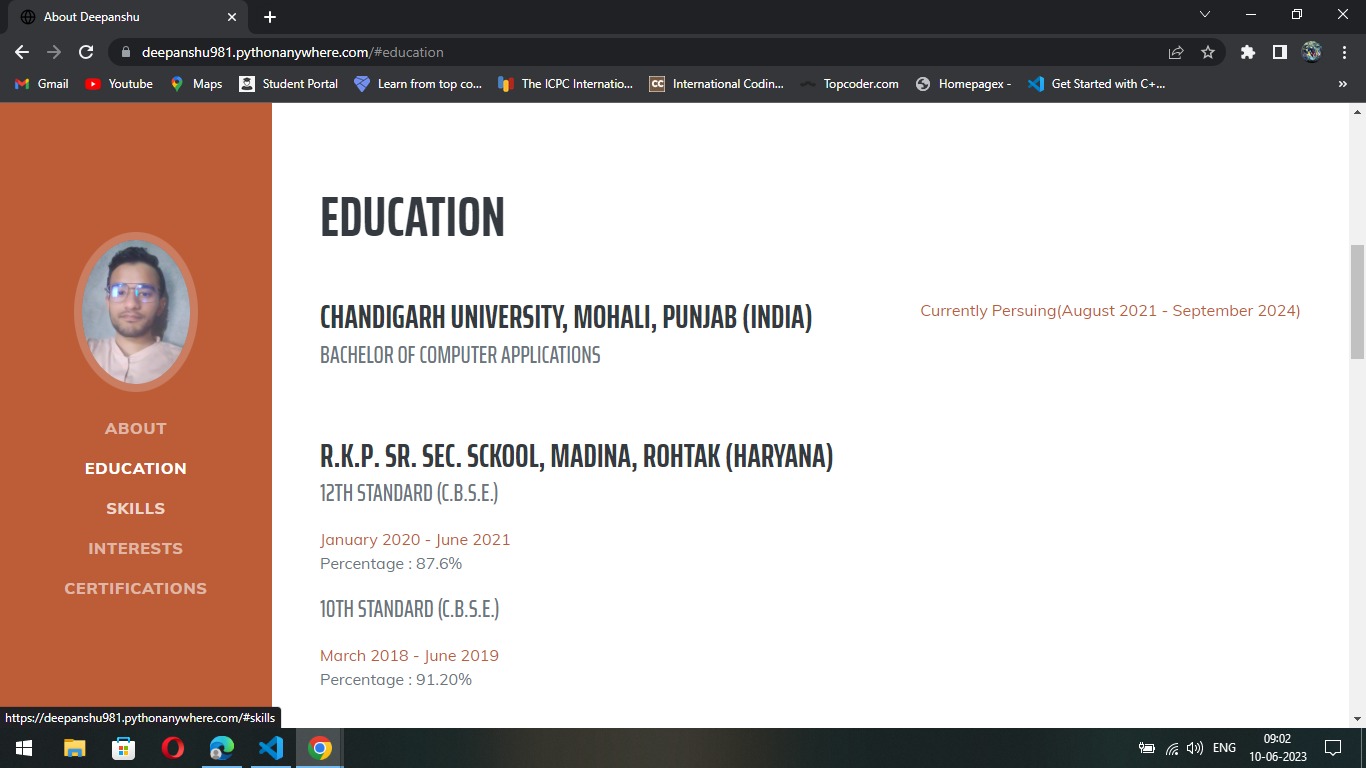 About Deepanshu
deepanshu981.pythonanywhere.com/#education
Gmail
Youtube
Maps
Student Portal
Learn from top co...
The ICPC Internatio...
CC
International Codin...
Topcoder.com
Homepagex -
Get Started with C+...
»
EDUCATION
CHANDIGARH UNIVERSITY, MOHALI, PUNJAB (INDIA)
Currently Persuing(August 2021 - September 2024)
BACHELOR OF COMPUTER APPLICATIONS
ABOUT
EDUCATION
SKILLS
INTERESTS
CERTIFICATIONS
R.K.P. SR. SEC. SCKOOL, MADINA, ROHTAK (HARYANA)
12TH STANDARD (C.B.S.E.)
January 2020 - June 2021
Percentage : 87.6%
10TH STANDARD (C.B.S.E.)
March 2018 - June 2019
Percentage : 91.20%
https://deepanshu981.pythonanywhere.com/#skills
ENG
09:02
10-06-2023